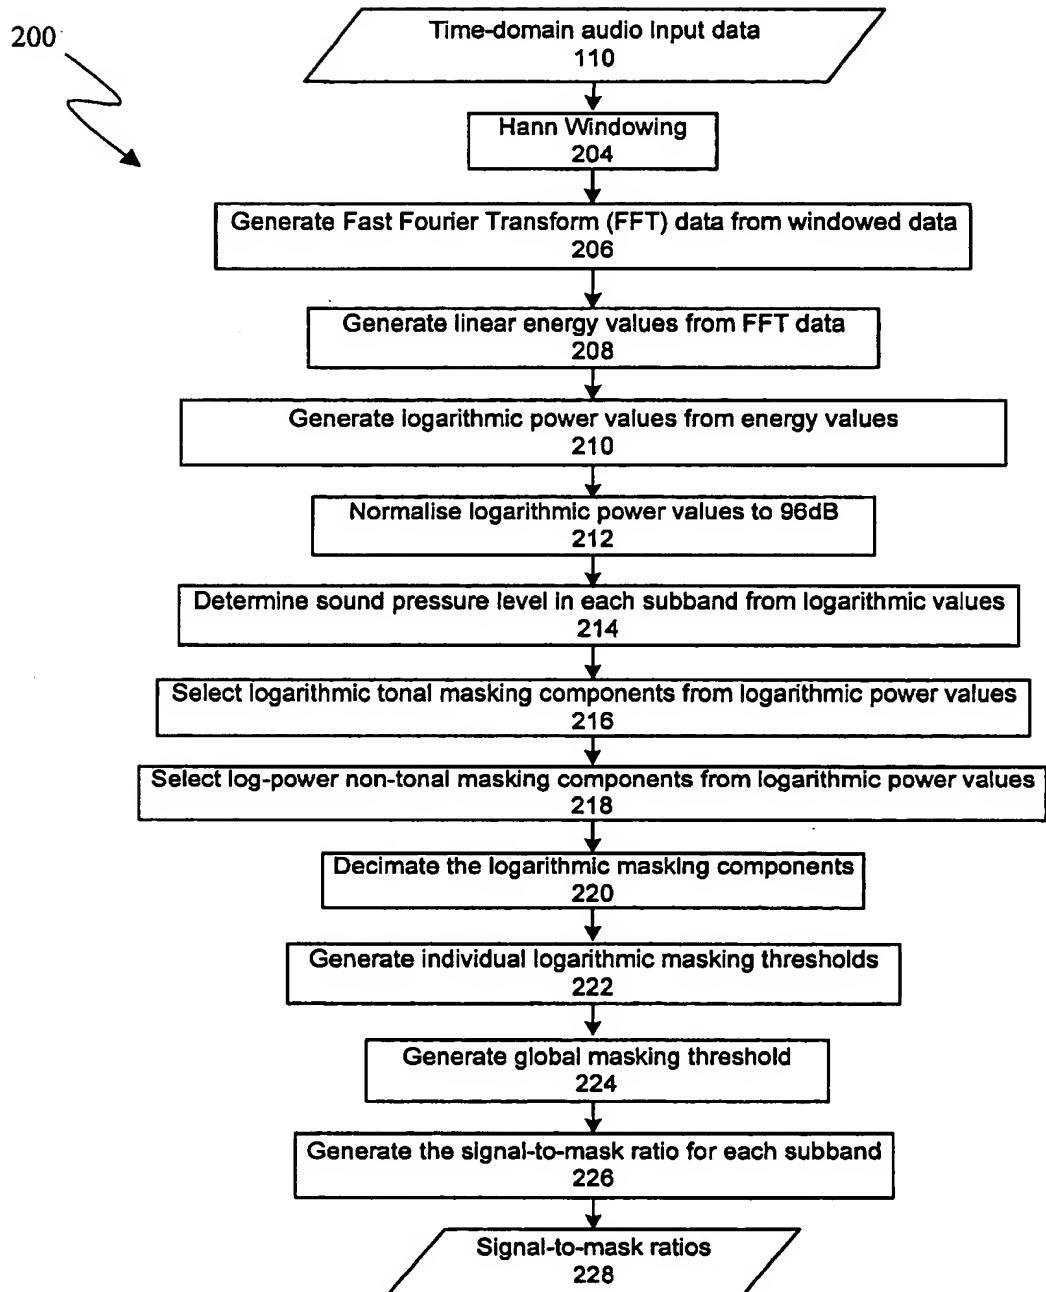 200
Time-domain audio input data
110
Hann Windowing
204
Generate Fast Fourier Transform (FFT) data from windowed data
206
Generate linear energy values from FFT data
208
Generate logarithmic power values from energy values
210
Normalise logarithmic power values to 96dB
212
Determine sound pressure level in each subband from logarithmic values
214
Select logarithmic tonal masking components from logarithmic power values
216
Select log-power non-tonal masking components from logarithmic power values
218
Decimate the logarithmic masking components
220
Generate individual logarithmic masking thresholds
222
Generate global masking threshold
224
Generate the signal-to-mask ratio for each subband
226
Signal-to-mask ratios
228